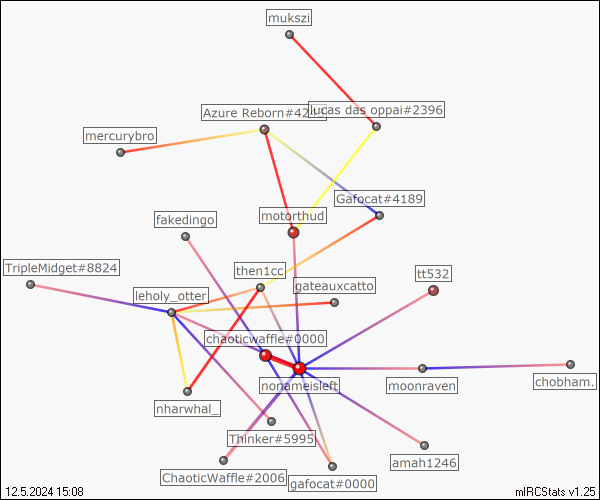 mukszi
lucas das oppai#2396
Azure Reborn#42
mercurybro
Gafocat#4189
motorthud
fakedingo
TripleMidget#8824
then1cc
tt532
gateauxcatto
leholy_otter
chaoticwaffle#0000
nonameisleft
moonraven
chobham.
nharwhal_
Thinker#5995
amah1246
ChaoticWaffle#2006
gafocat#0000
12.5.2024 15:08
mIRCStats v1.25